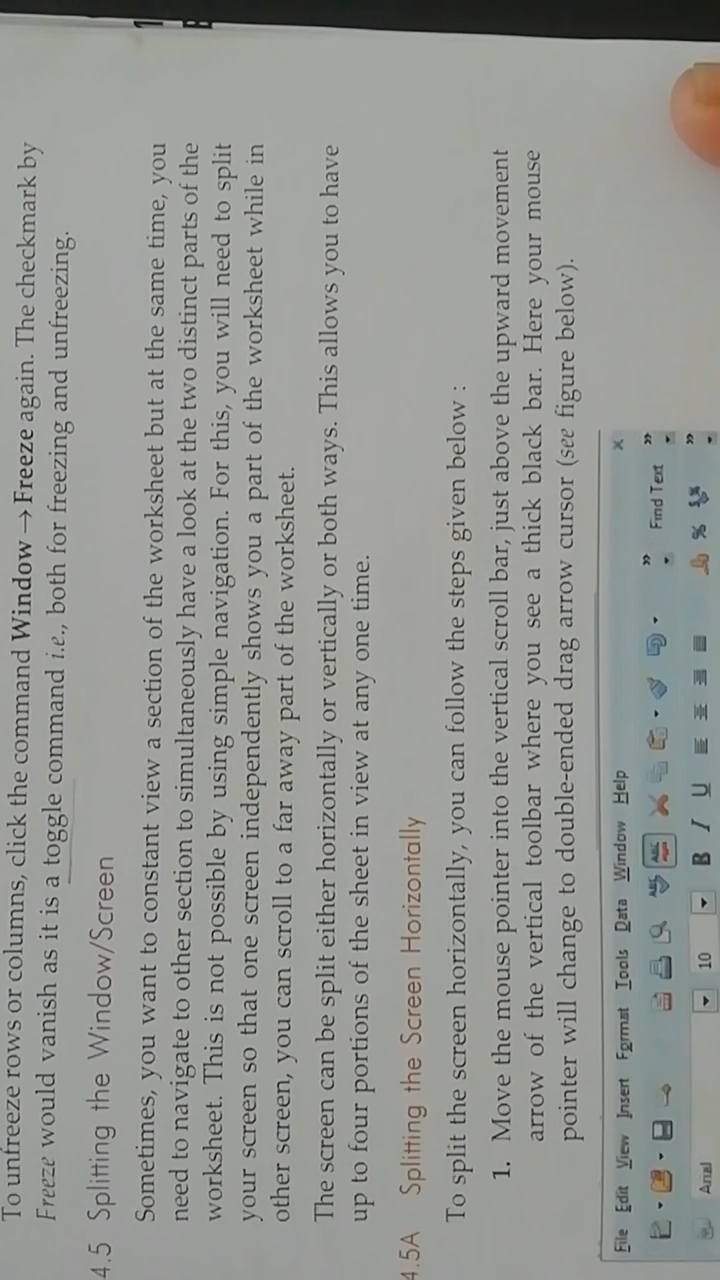 To unfreeze rows or columns, click the command Window → Freeze again. The checkmark by
Freeze would vanish as it is a toggle command i.e., both for freezing and unfreezing.
4.5 Splitting the Window/Screen
Sometimes, you want to constant view a section of the worksheet but at the same time, you
need to navigate to other section to simultaneously have a look at the two distinct parts of the
worksheet. This is not possible by using simple navigation. For this, you will need to split
your screen so that one screen independently shows you a part of the worksheet while in
other screen, you can scroll to a far away part of the worksheet.
The screen can be split either horizontally or vertically or both ways. This allows you to have
up to four portions of the sheet in view at any one time.
4.5A Splitting the Screen Horizontally
To split the screen horizontally, you can follow the steps given below :
1. Move the mouse pointer into the vertical scroll bar, just above the upward movement
arrow of the vertical toolbar where you see a thick black bar. Here your mouse
pointer will change to double-ended drag arrow cursor (see figure below).
File Edit View Insert Format Tools Data Window Help
ABC ABC Find Text
Arial 10 B I U %